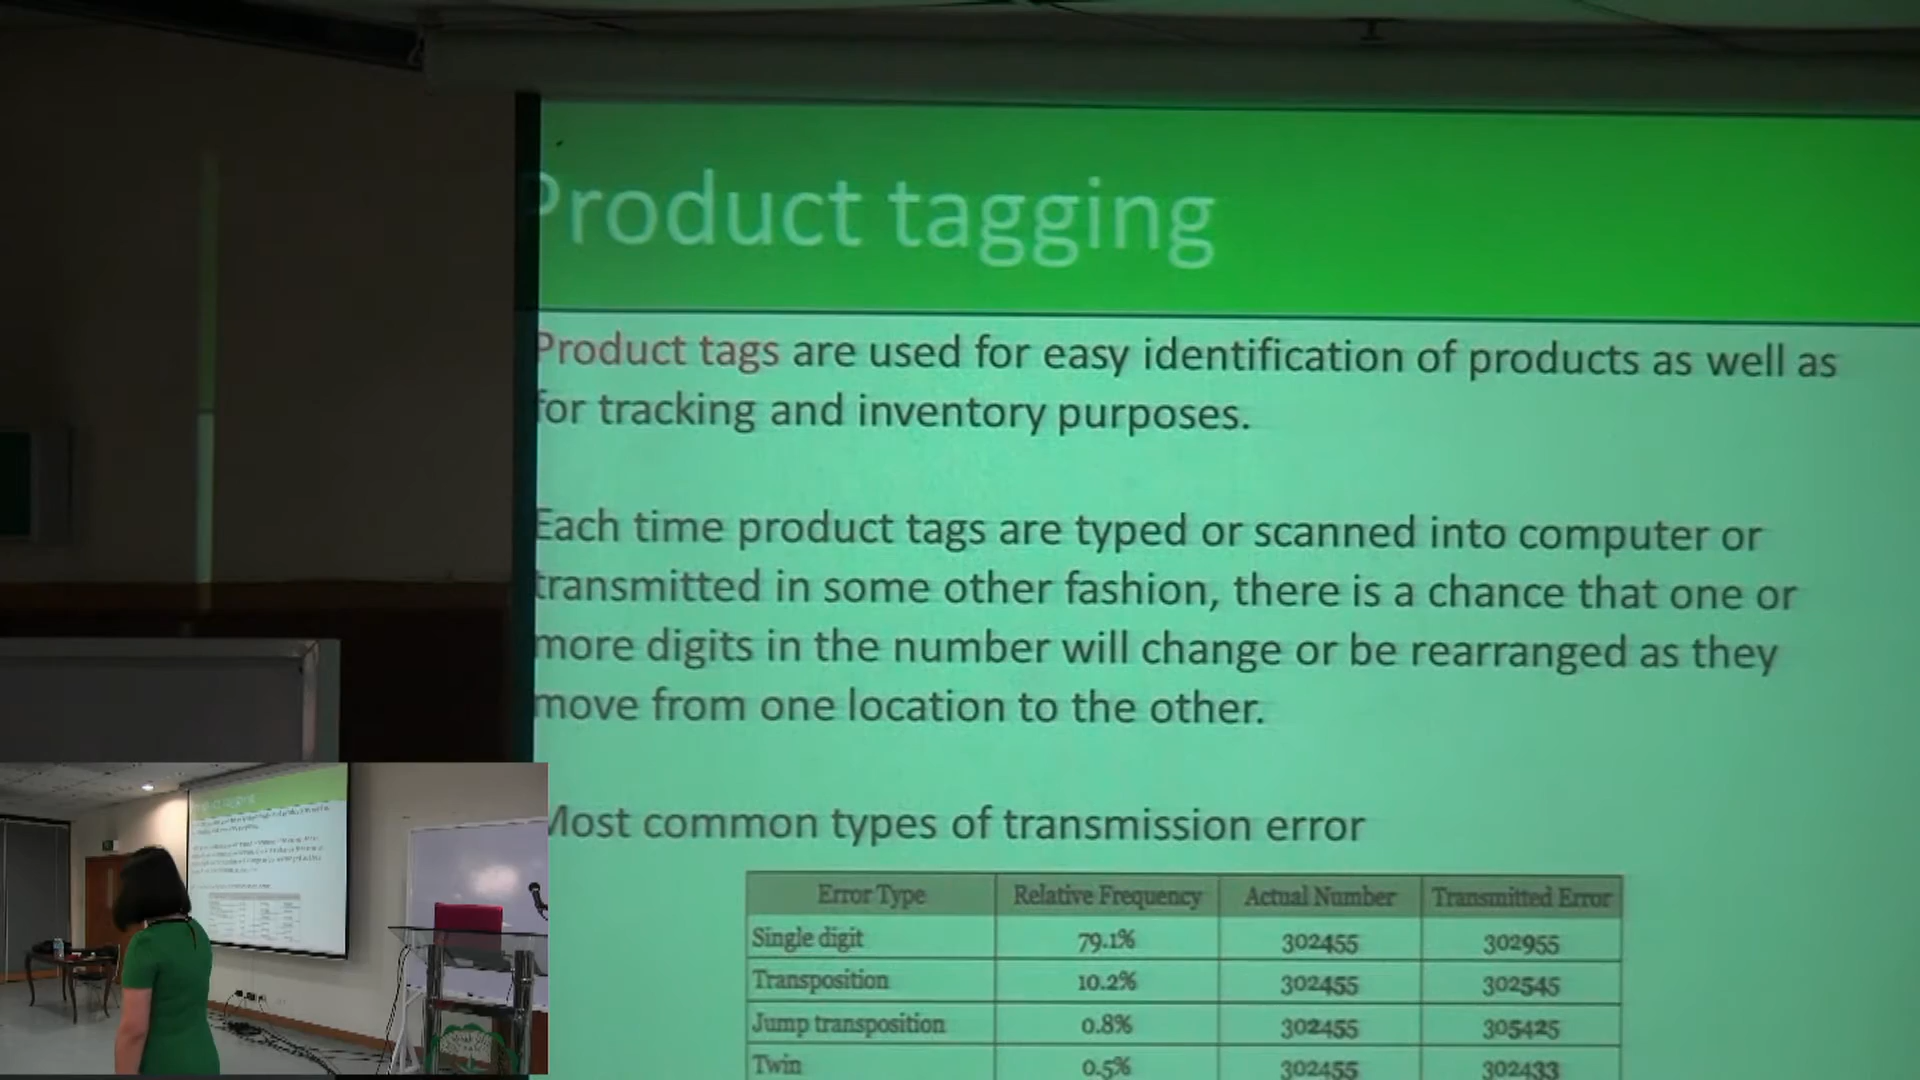 Product tagging
Product tags are used for easy identification of products as well as
for tracking and inventory purposes.
Each time product tags are typed or scanned into computer or
transmitted in some other fashion, there is a chance that one or
more digits in the number will change or be rearranged as they
move from one location to the other.
Most common types of transmission error
Error Type Relative Frequency Actual Number Transmitted Error
Single digit 79.1% 302455 302955
Transposition 10.2% 302455 302545
Jump transposition 0.8% 302455 305425
Twin 0.5% 302455 302433